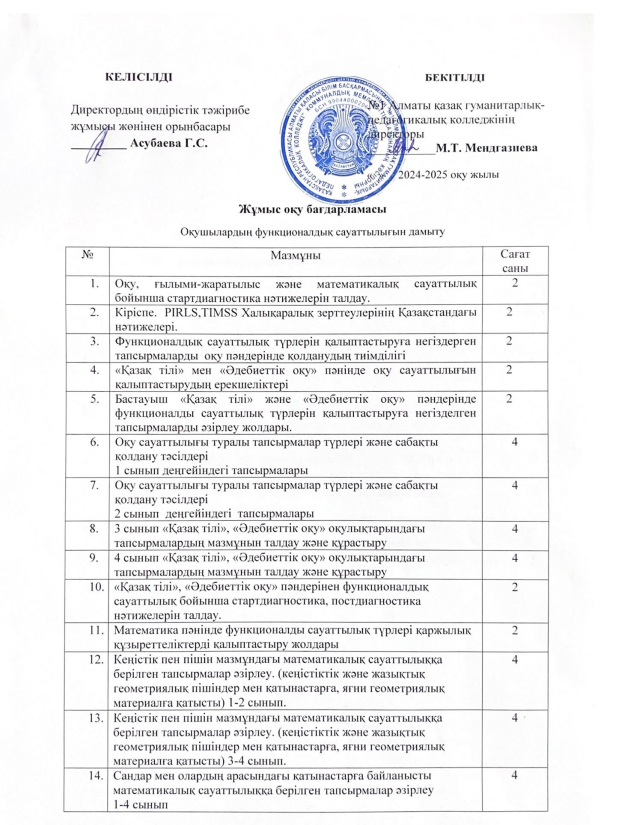 КЕЛІСІЛДІ
БЕКІТІЛДІ
Директордың өндірістік тәжірибе
жұмысы жөнінен орынбасары
Асубаева Г.С.
№1 Алматы қазақ гуманитарлық-
педагогикалық колледжінің
директоры
М.Т. Мендгазиева
2024-2025 оқу жылы
Жұмыс оқу бағдарламасы
Оқушылардың функционалдық сауаттылығын дамыту
№ Мазмұны Сағат
саны
1. Оқу, ғылыми-жаратылыс және математикалық сауаттылық 2
бойынша стартдиагностика нәтижелерін талдау.
2. Кіріспе. PIRLS,TIMSS Халықаралық зерттеулерінің Қазақстандағы 2
нәтижелері.
3. Функционалдық сауаттылық түрлерін қалыптастыруға негіздерген 2
тапсырмаларды оқу пәндерінде қолданудың тиімділігі
4. «Қазақ тілі» мен «Әдебиеттік оқу» пәнінде оқу сауаттылығын 2
қалыптастырудың ерекшеліктері
5. Бастауыш «Қазақ тілі» және «Әдебиеттік оқу» пәндерінде 2
функционалды сауаттылық түрлерін қалыптастыруға негізделген
тапсырмаларды әзірлеу жолдары.
6. Оқу сауаттылығы туралы тапсырмалар түрлері және сабақты 4
қолдану тәсілдері
1 сынып деңгейіндегі тапсырмалары
7. Оқу сауаттылығы туралы тапсырмалар түрлері және сабақты 4
қолдану тәсілдері
2 сынып деңгейіндегі тапсырмалары
8. 3 сынып «Қазақ тілі», «Әдебиеттік оқу» оқулықтарындағы 4
тапсырмалардың мазмұнын талдау және құрастыру
9. 4 сынып «Қазақ тілі», «Әдебиеттік оқу» оқулықтарындағы 4
тапсырмалардың мазмұнын талдау және құрастыру
10. «Қазақ тілі», «Әдебиеттік оқу» пәндерінен функционалдық 2
сауаттылық бойынша стартдиагностика, постдиагностика
нәтижелерін талдау.
11. Математика пәнінде функционалды сауаттылық түрлері қаржылық 2
құзыреттеліктерді қалыптастыру жолдары
12. Кеңістік пен пішін мазмұндағы математикалық сауаттылыққа 4
берілген тапсырмалар әзірлеу. (кеңістіктік және жазықтық
геометриялық пішіндер мен қатынастарға, яғни геометриялық
материалға қатысты) 1-2 сынып.
13. Кеңістік пен пішін мазмұндағы математикалық сауаттылыққа 4
берілген тапсырмалар әзірлеу. (кеңістіктік және жазықтық
геометриялық пішіндер мен қатынастарға, яғни геометриялық
материалға қатысты) 3-4 сынып.
14. Сандар мен олардың арасындағы қатынастарға байланысты 4
математикалық сауаттылыққа берілген тапсырмалар әзірлеу
1-4 сынып